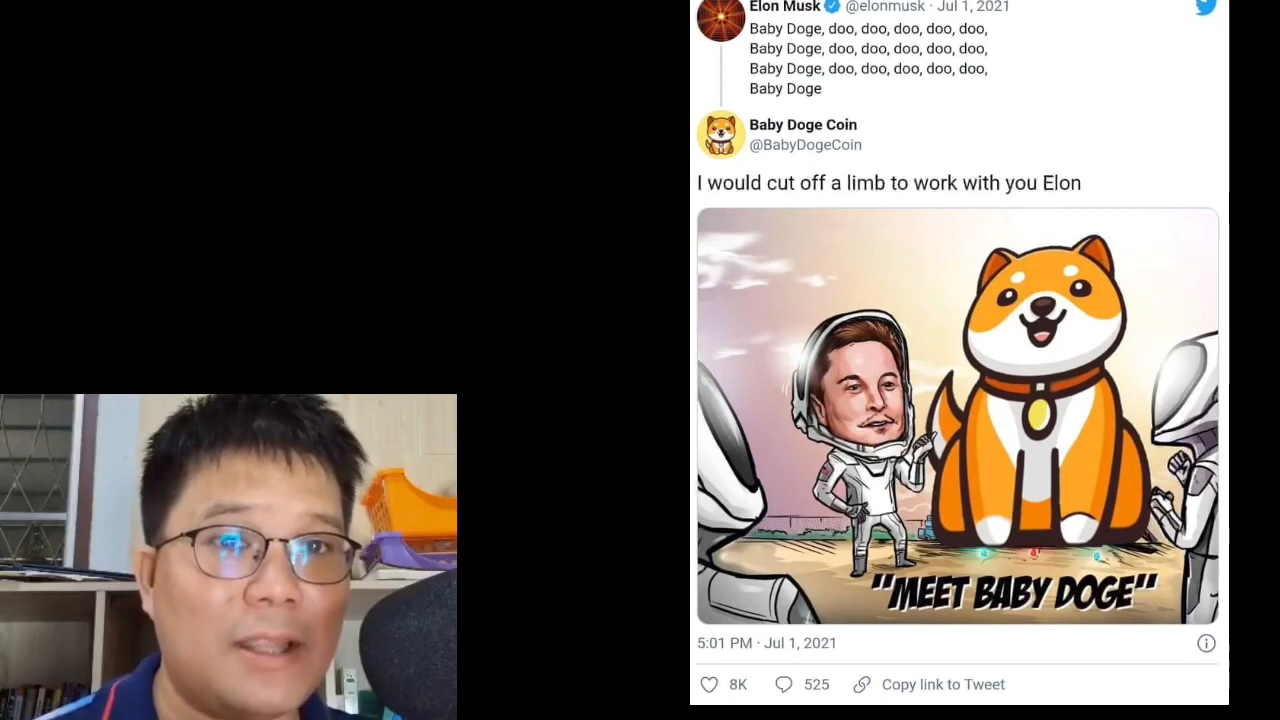 Elon Musk @elonmusk · Jul 1, 2021
Baby Doge, doo, doo, doo, doo, doo,
Baby Doge, doo, doo, doo, doo, doo,
Baby Doge, doo, doo, doo, doo, doo,
Baby Doge
Baby Doge Coin
@BabyDogeCoin
I would cut off a limb to work with you Elon
"MEET BABY DOGE"
5:01 PM · Jul 1, 2021
8K 525 Copy link to Tweet